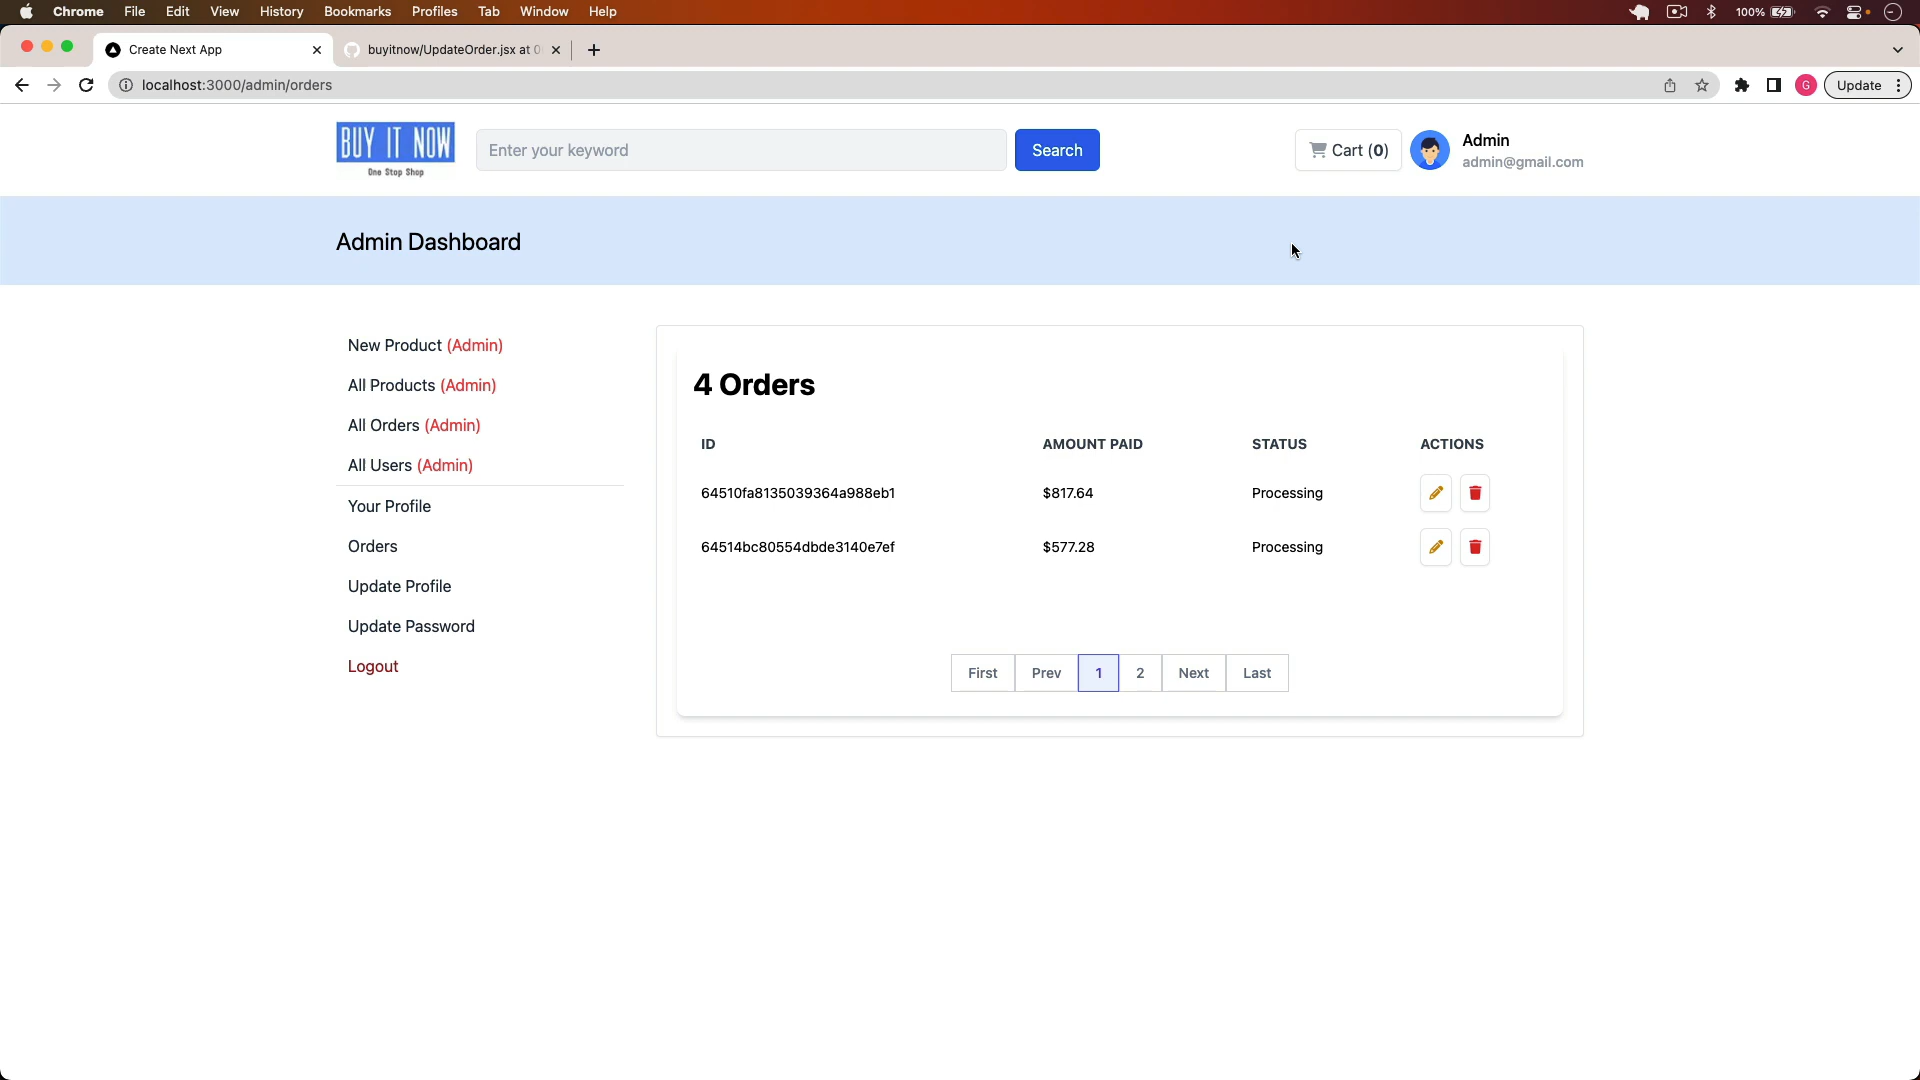 Chrome File Edit View History Bookmarks Profiles Tab Window Help 100%
Create Next App buyitnow/UpdateOrder.jsx at 0
localhost:3000/admin/orders G Update
BUY IT NOW
One Stop Shop
Enter your keyword Search Cart (0) Admin
admin@gmail.com
Admin Dashboard
New Product (Admin)
All Products (Admin)
All Orders (Admin)
All Users (Admin)
Your Profile
Orders
Update Profile
Update Password
Logout
4 Orders
ID AMOUNT PAID STATUS ACTIONS
64510fa8135039364a988eb1 $817.64 Processing
64514bc80554dbde3140e7ef $577.28 Processing
First Prev 1 2 Next Last